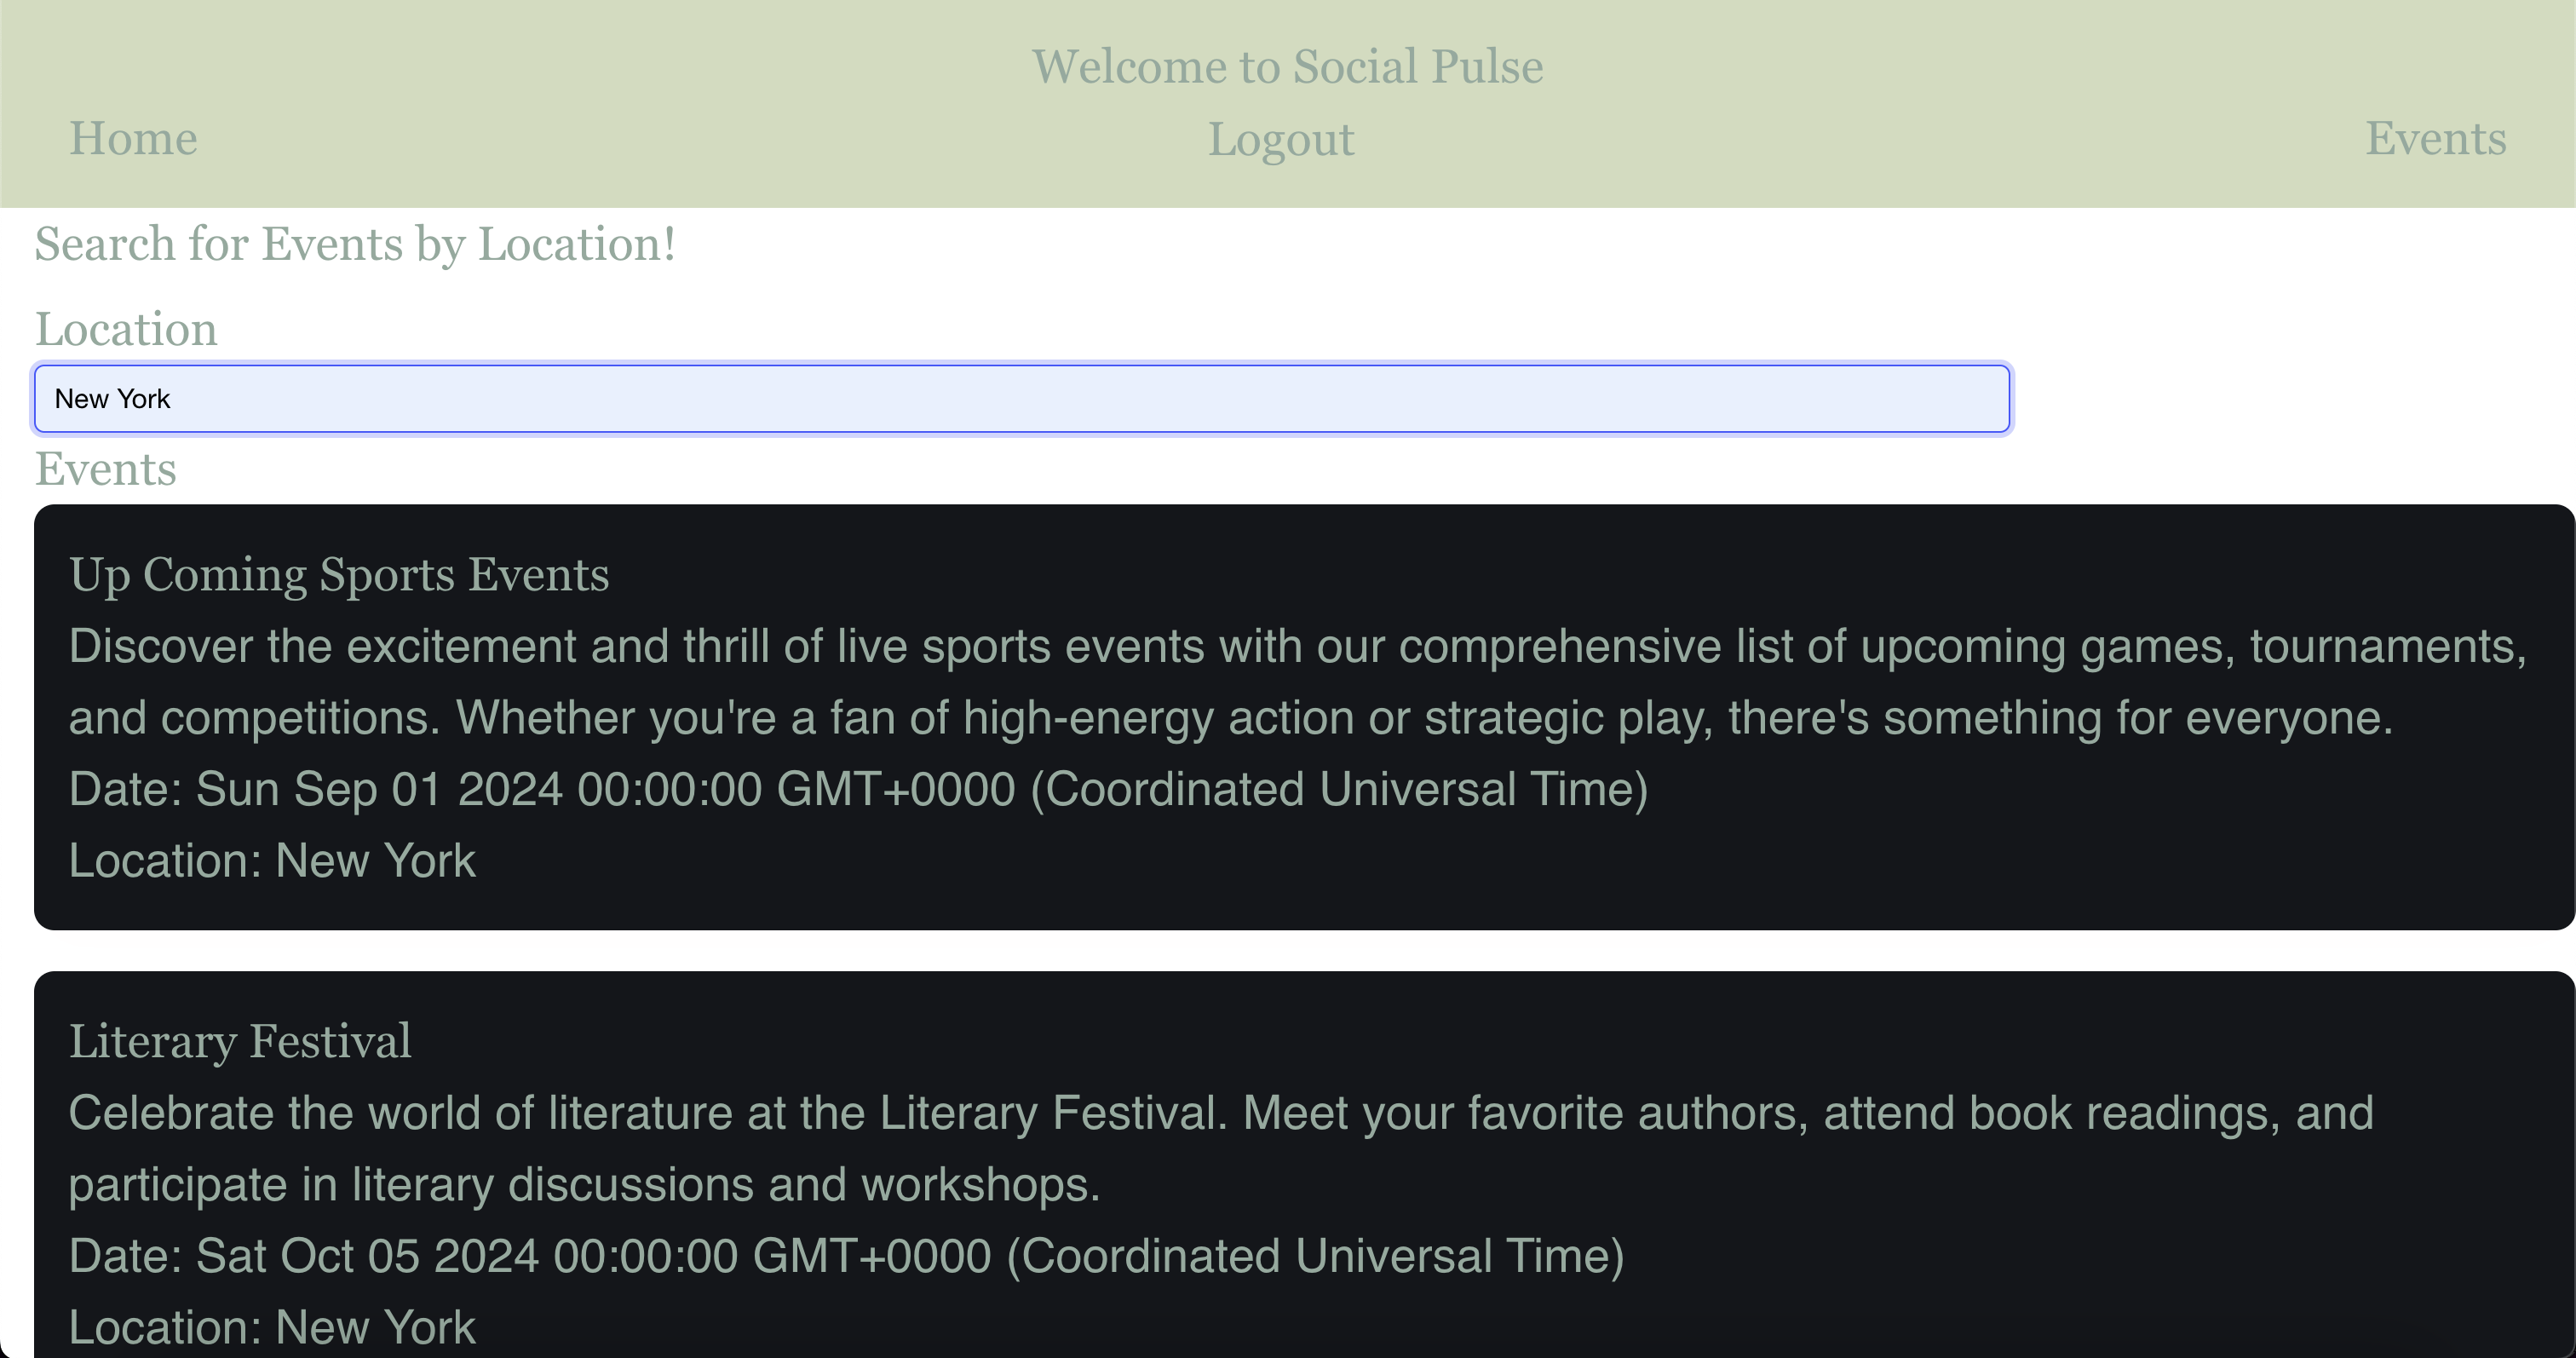 Welcome to Social Pulse
Home Logout Events
Search for Events by Location!
Location
New York
Events
Up Coming Sports Events
Discover the excitement and thrill of live sports events with our comprehensive list of upcoming games, tournaments,
and competitions. Whether you're a fan of high-energy action or strategic play, there's something for everyone.
Date: Sun Sep 01 2024 00:00:00 GMT+0000 (Coordinated Universal Time)
Location: New York
Literary Festival
Celebrate the world of literature at the Literary Festival. Meet your favorite authors, attend book readings, and
participate in literary discussions and workshops.
Date: Sat Oct 05 2024 00:00:00 GMT+0000 (Coordinated Universal Time)
Location: New York